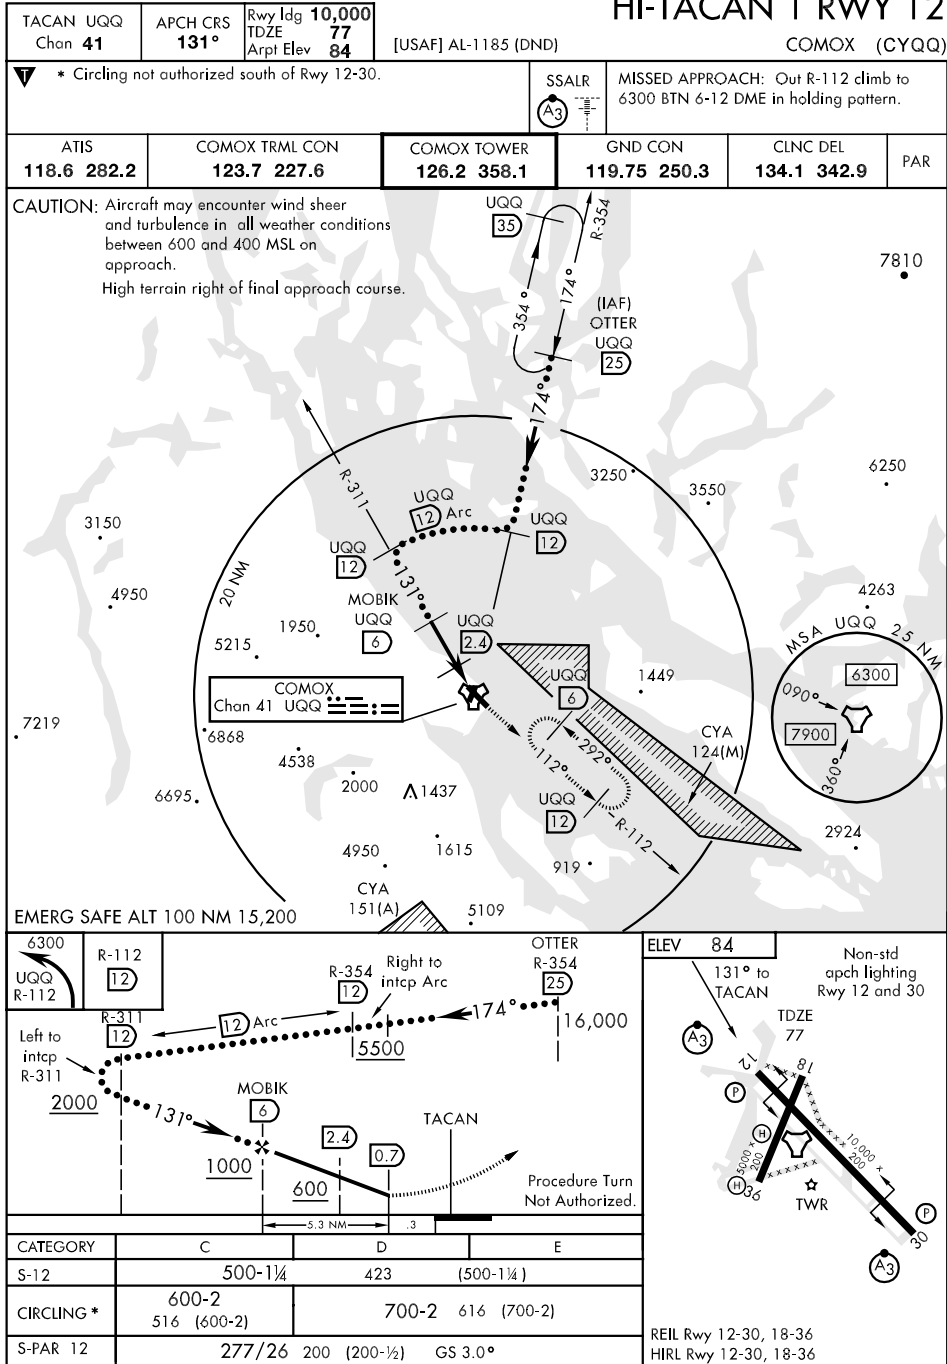 HI-TACAN 1 RWY 12
TACAN UQQ
Chan 41
APCH CRS
131°
Rwy ldg 10,000
TDZE 77
Arpt Elev 84
[USAF] AL-1185 (DND)
COMOX (CYQQ)
T
* Circling not authorized south of Rwy 12-30.
SSALR
A3
MISSED APPROACH: Out R-112 climb to
6300 BTN 6-12 DME in holding pattern.
ATIS
118.6 282.2
COMOX TRML CON
123.7 227.6
COMOX TOWER
126.2 358.1
GND CON
119.75 250.3
CLNC DEL
134.1 342.9
PAR
CAUTION: Aircraft may encounter wind sheer
and turbulence in all weather conditions
between 600 and 400 MSL on
approach.
High terrain right of final approach course.
UQQ
35
R-354
354°
174°
(IAF)
OTTER
UQQ
25
7810
174°
R-311
3250
3550
6250
UQQ
12 Arc
UQQ
12
UQQ
12
3150
20 NM
131°
4950
MOBIK
UQQ
6
UQQ
2.4
1950
5215
4263
MSA UQQ 25 NM
6300
090°
7900
360°
COMOX
Chan 41 UQQ
UQQ
6
1449
CYA
124(M)
7219
6868
4538
2000
1437
6695
112°
292°
UQQ
12
R-112
2924
4950
1615
919
CYA
151(A)
5109
EMERG SAFE ALT 100 NM 15,200
6300
UQQ
R-112
R-112
12
R-311
12
12 Arc
R-354
12
Right to
intcp Arc
OTTER
R-354
25
174°
16,000
5500
Left to
intcp
R-311
2000
131°
MOBIK
6
1000
2.4
600
0.7
TACAN
Procedure Turn
Not Authorized.
5.3 NM
.3
ELEV 84
131° to
TACAN
Non-std
apch lighting
Rwy 12 and 30
TDZE
77
A3
12
18
P
H
5000 x 200
10,000 x 200
H
36
TWR
P
30
A3
REIL Rwy 12-30, 18-36
HIRL Rwy 12-30, 18-36
CATEGORY C D E
S-12 500-1¼ 423 (500-1¼)
CIRCLING * 600-2 516 (600-2) 700-2 616 (700-2)
S-PAR 12 277/26 200 (200-½) GS 3.0°